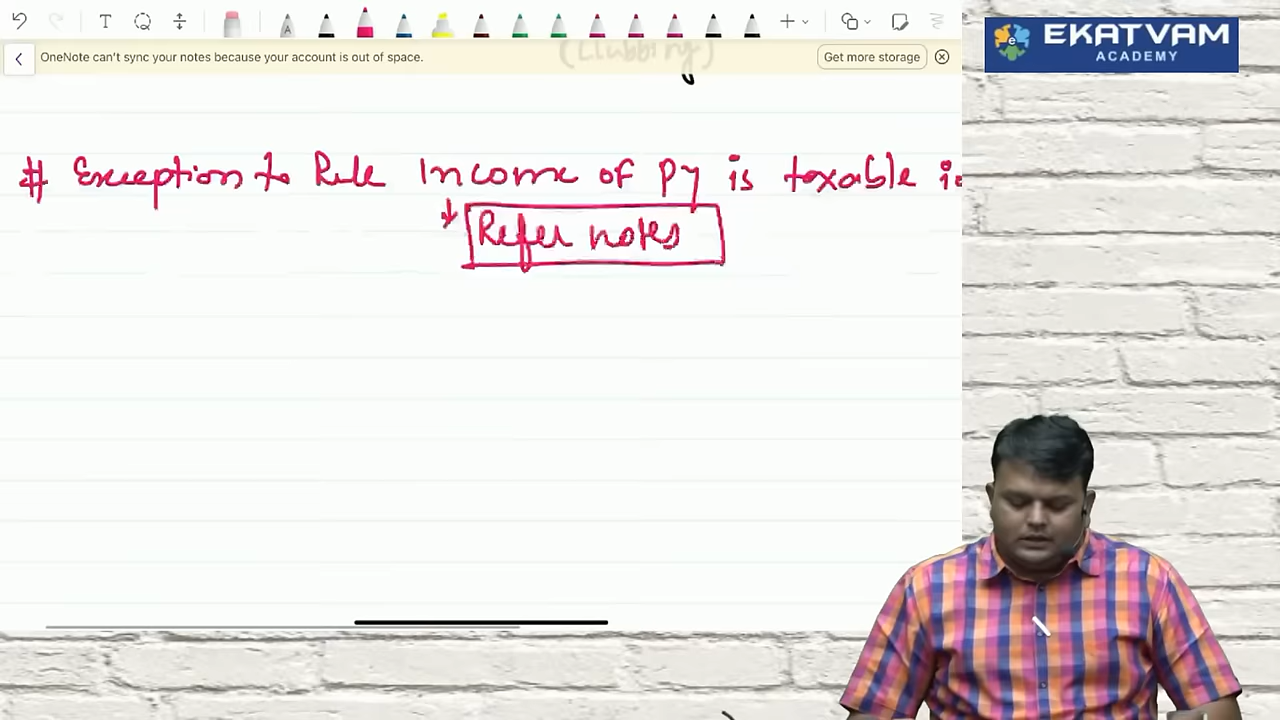 EKATVAM
ACADEMY
OneNote can't sync your notes because your account is out of space.
(Clubbing)
Get more storage
# Exception to Rule Income of Py is taxable i
Refer notes